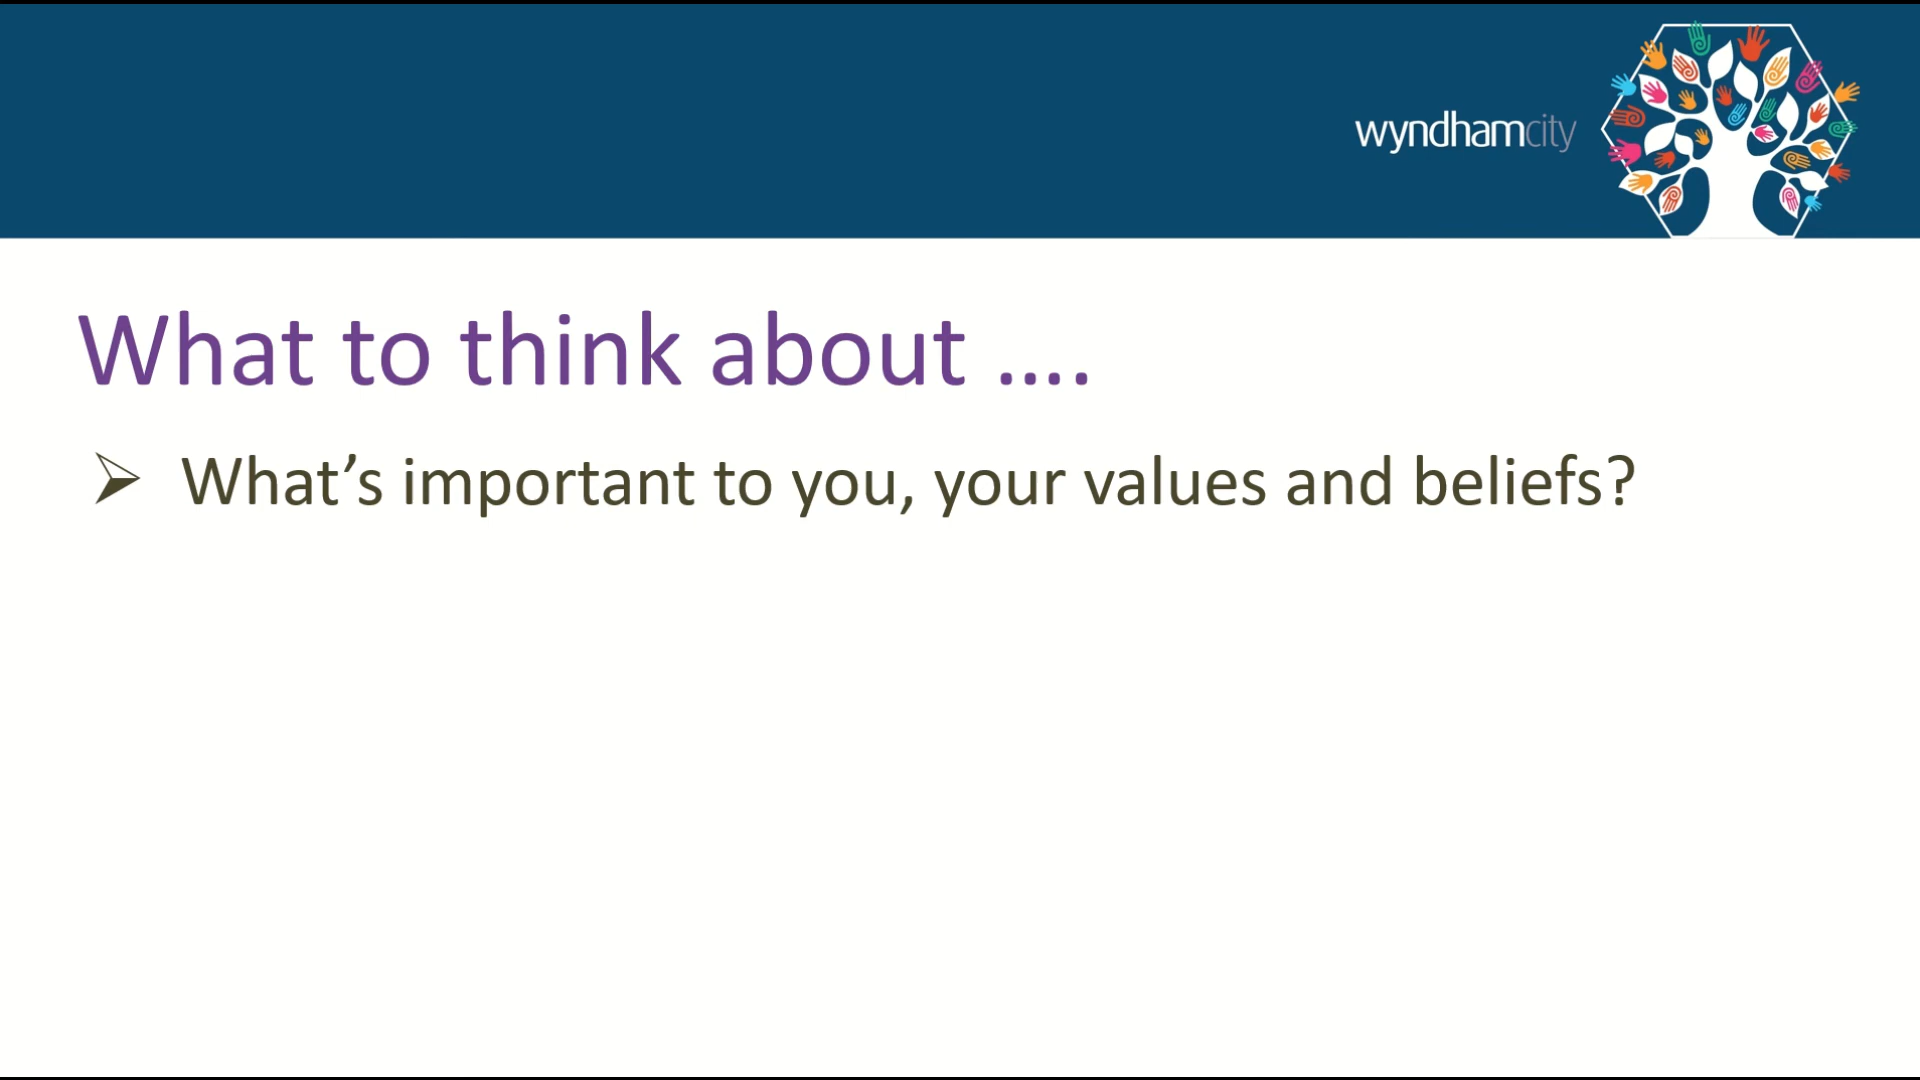 wyndhamcity
What to think about ....
➢ What’s important to you, your values and beliefs?